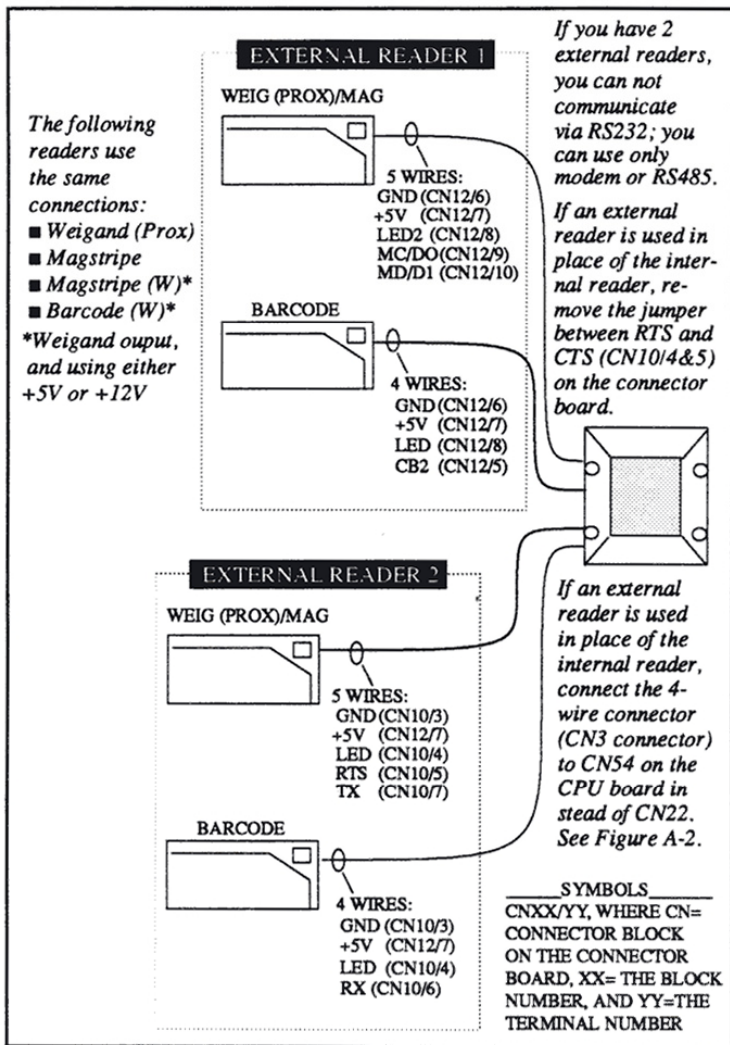 The following
readers use
the same
connections:
■ Weigand (Prox)
■ Magstripe
■ Magstripe (W)*
■ Barcode (W)*
*Weigand ouput,
and using either
+5V or +12V
EXTERNAL READER 1
WEIG (PROX)/MAG
5 WIRES:
GND (CN12/6)
+5V (CN12/7)
LED2 (CN12/8)
MC/DO (CN12/9)
MD/D1 (CN12/10)
BARCODE
4 WIRES:
GND (CN12/6)
+5V (CN12/7)
LED (CN12/8)
CB2 (CN12/5)
If you have 2
external readers,
you can not
communicate
via RS232; you
can use only
modem or RS485.
If an external
reader is used in
place of the inter-
nal reader, re-
move the jumper
between RTS and
CTS (CN10/4&5)
on the connector
board.
EXTERNAL READER 2
WEIG (PROX)/MAG
5 WIRES:
GND (CN10/3)
+5V (CN12/7)
LED (CN10/4)
RTS (CN10/5)
TX (CN10/7)
BARCODE
4 WIRES:
GND (CN10/3)
+5V (CN12/7)
LED (CN10/4)
RX (CN10/6)
If an external
reader is used
in place of the
internal reader,
connect the 4-
wire connector
(CN3 connector)
to CN54 on the
CPU board in
stead of CN22.
See Figure A-2.
SYMBOLS
CNXX/YY, WHERE CN=
CONNECTOR BLOCK
ON THE CONNECTOR
BOARD, XX= THE BLOCK
NUMBER, AND YY=THE
TERMINAL NUMBER